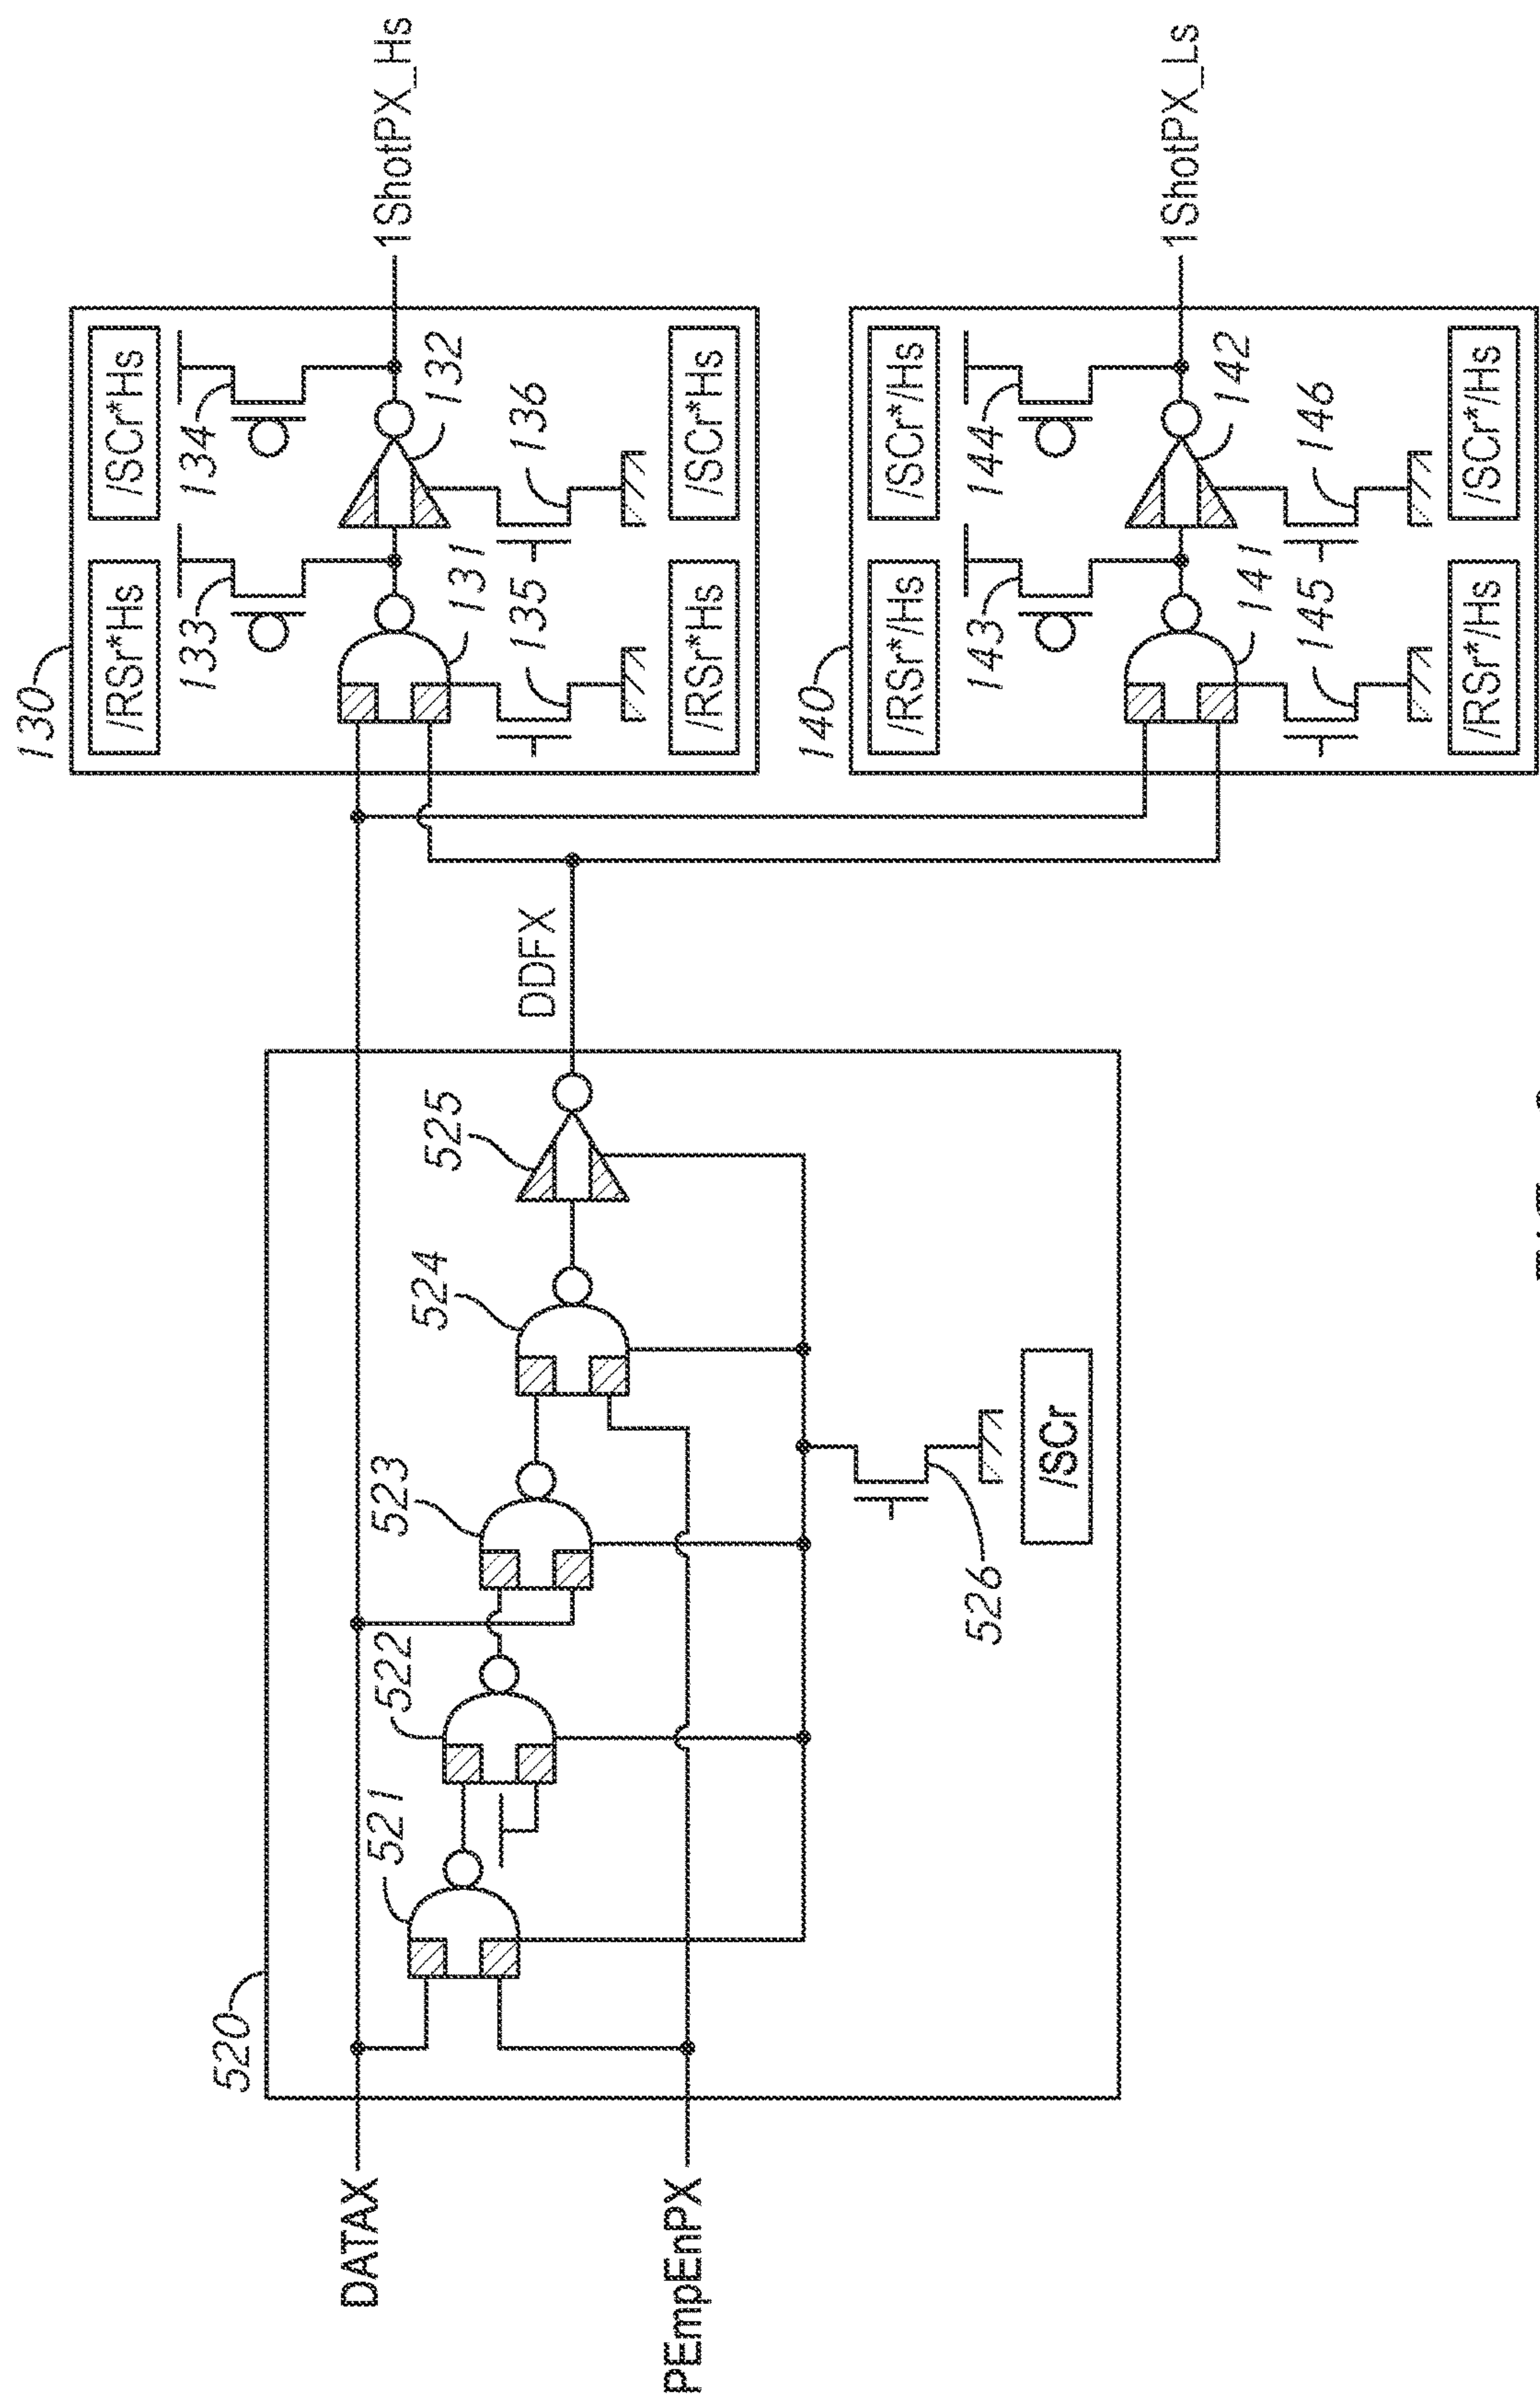 DATAX
PEmpEnPX
520
521
522
523
524
525
526
/SCr
DDFX
130
/RSr*Hs
/SCr*Hs
133
134
131
132
135
136
/RSr*Hs
/SCr*Hs
1ShotPX_Hs
140
/RSr*/Hs
/SCr*/Hs
143
144
141
142
145
146
/RSr*/Hs
/SCr*/Hs
1ShotPX_Ls